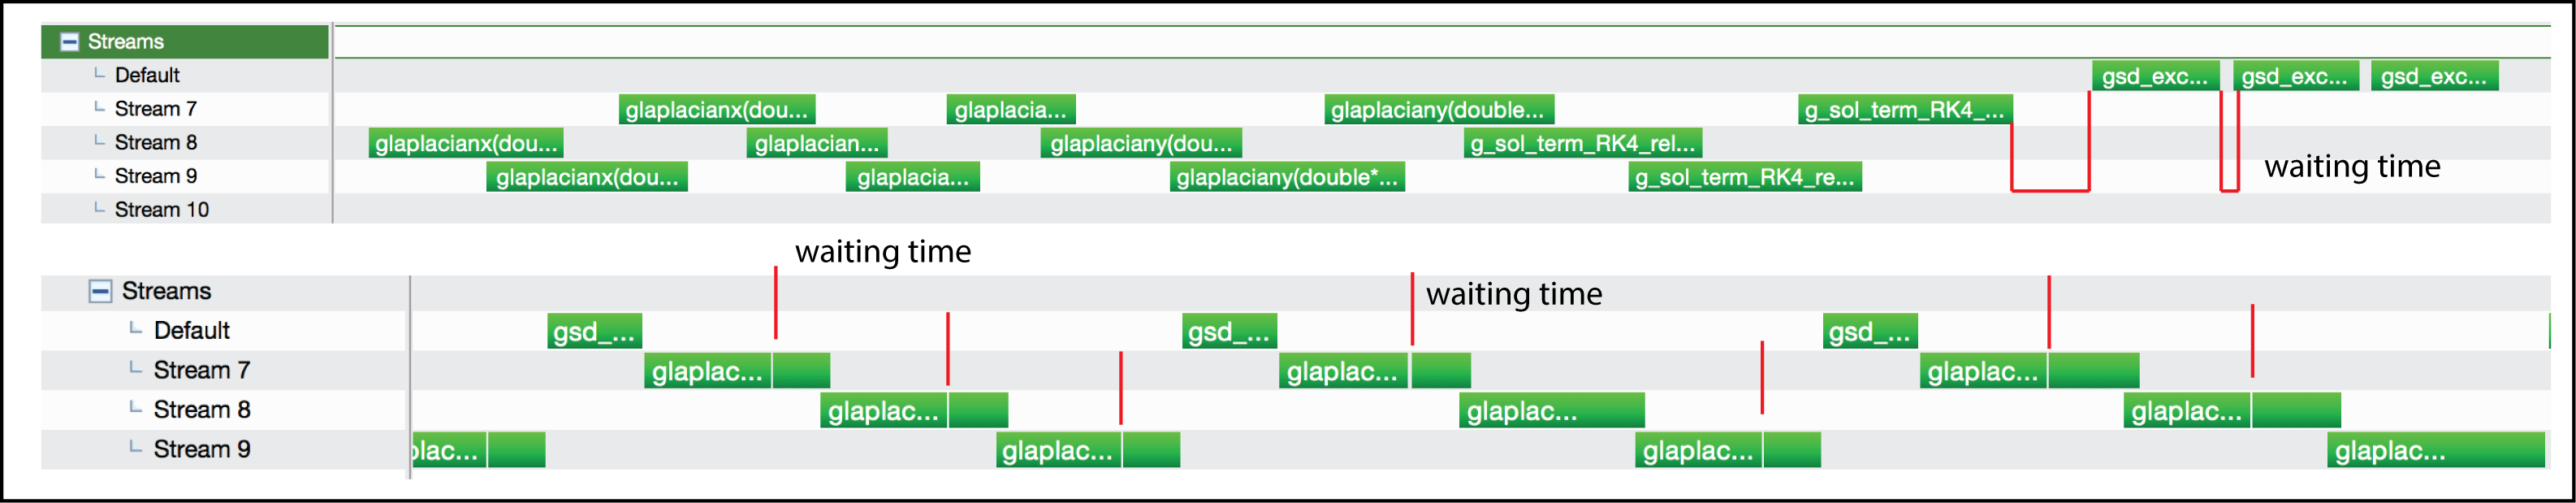 Streams
Default gsd_exc... gsd_exc... gsd_exc...
Stream 7 glaplacianx(dou... glaplacia... glaplaciany(double... g_sol_term_RK4_...
Stream 8 glaplacianx(dou... glaplacian... glaplaciany(dou... g_sol_term_RK4_rel...
Stream 9 glaplacianx(dou... glaplacia... glaplaciany(double*... g_sol_term_RK4_re...
waiting time
Stream 10
waiting time
Streams
waiting time
Default gsd_... gsd_... gsd_...
Stream 7 glaplac... glaplac... glaplac...
Stream 8 glaplac... glaplac... glaplac...
Stream 9 lac... glaplac... glaplac... glaplac...